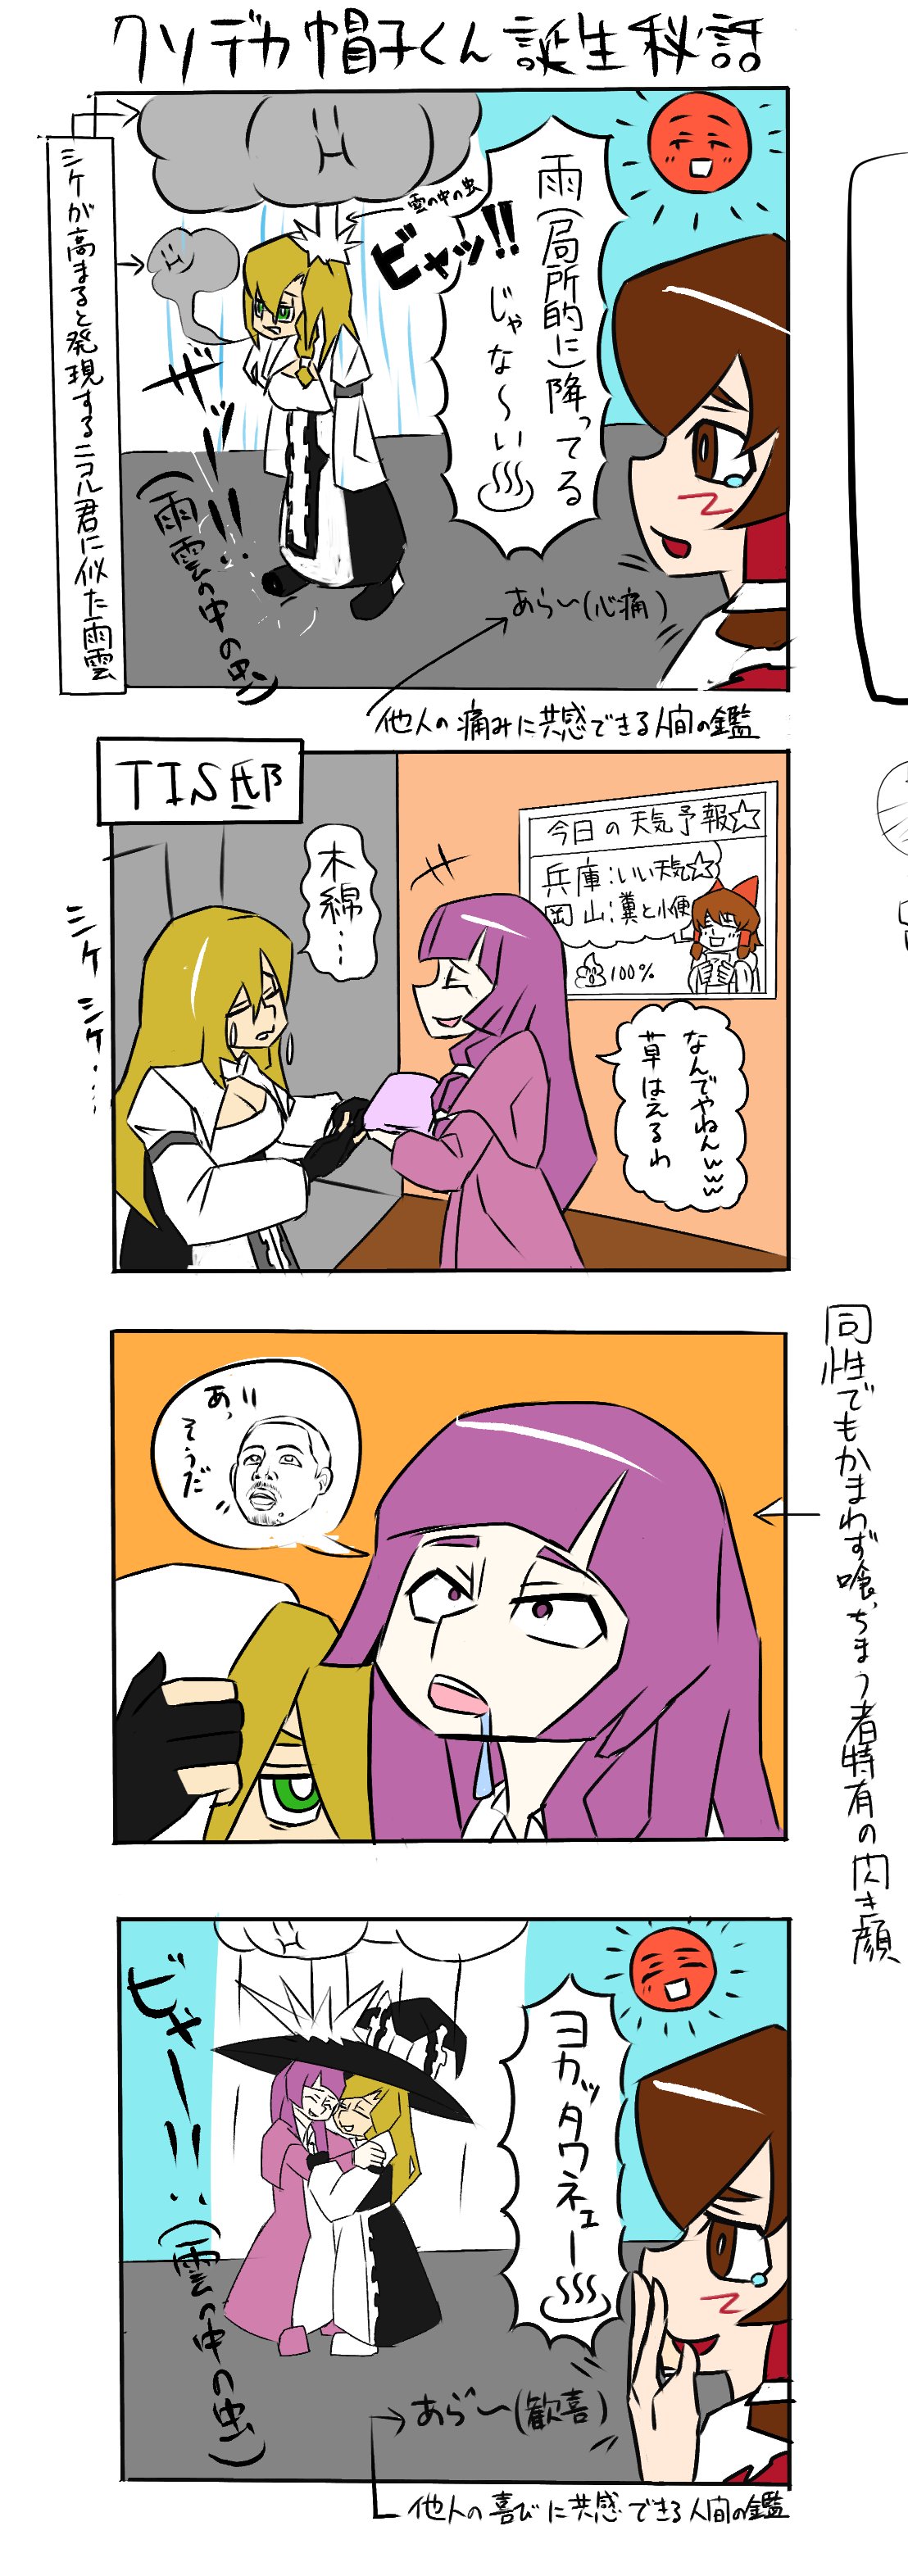 クソデカ帽子くん誕生秘話
雨(局所的に)降ってる
じゃな～い♨
雲の中の虫
ビャッ!!
シケが高まると発現するニコル君に似た雨雲
ザッ!!…
(雨雲の中の虫)
あら〜(心痛)
他人の痛みに共感できる人間の鑑
TIS邸
今日の天気予報☆
兵庫:いい天気☆
岡山:糞と小便
100%
木綿…
シケ
シケ…
なんでやねんwww
草はえるわ
同性でもかまわず喰っちまう者特有の閃き顔
あ、
そうだ
ヨカッタワネェー♨
ビャー!!…
(雲の中の虫)
あら〜(歓喜)
他人の喜びに共感できる人間の鑑